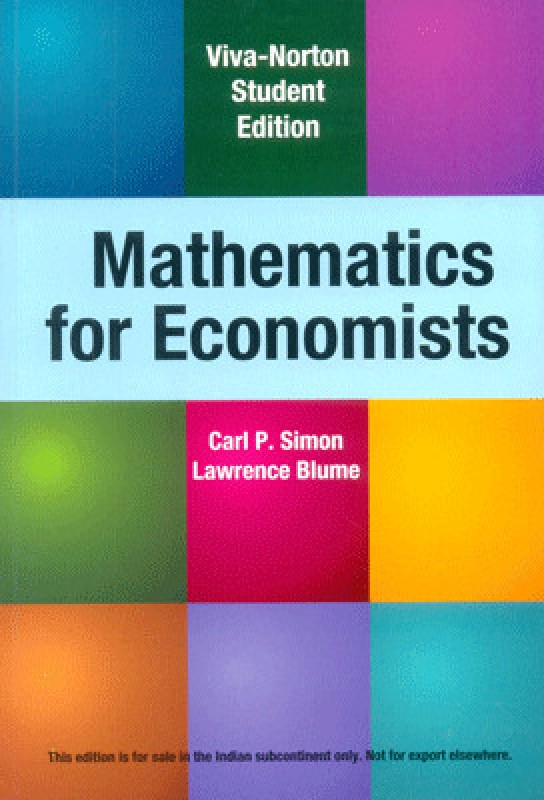 Viva-Norton
Student
Edition
Mathematics
for Economists
Carl P. Simon
Lawrence Blume
This edition is for sale in the Indian subcontinent only. Not for export elsewhere.